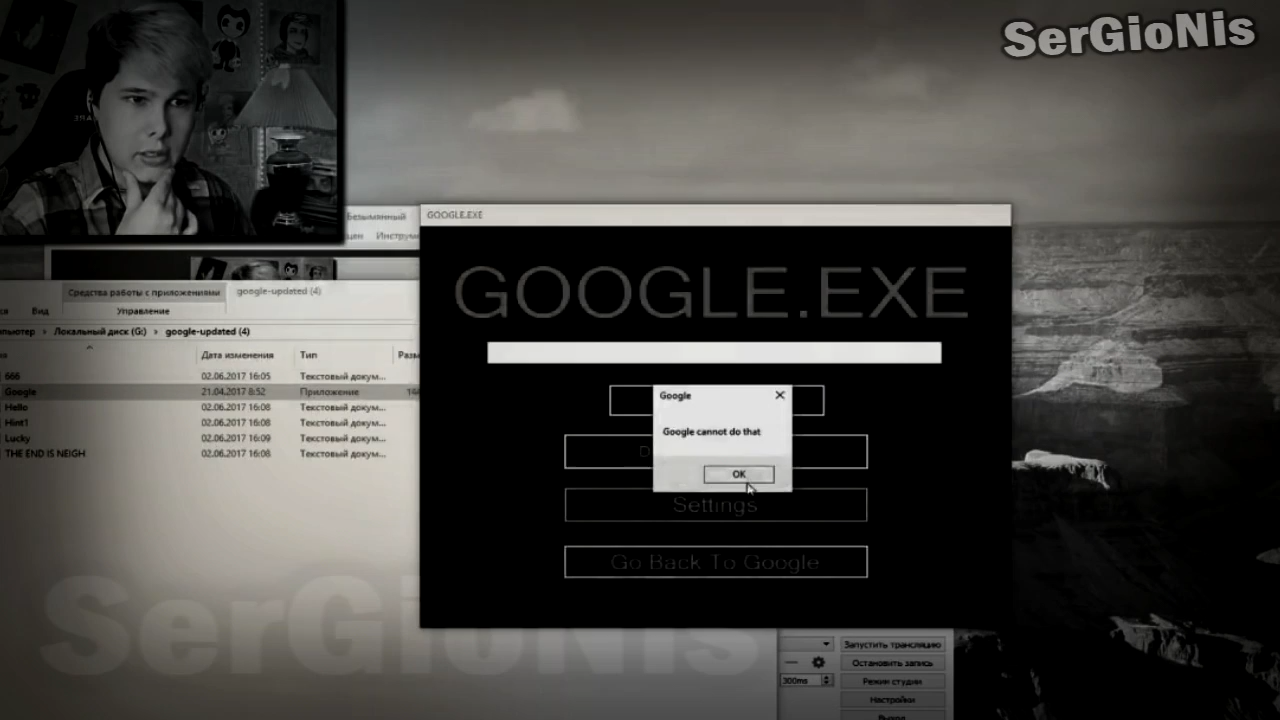 SerGioNis
Безымянный
GOOGLE.EXE
Средства работы с приложениями
google-updated (4)
Вид
Управление
Локальный диск (G:) > google-updated (4)
Дата изменения
Тип
666
02.06.2017 16:05
Текстовый докум...
Google
21.04.2017 8:52
Приложение
Hello
02.06.2017 16:08
Текстовый докум...
Hint1
02.06.2017 16:08
Текстовый докум...
Lucky
02.06.2017 16:09
Текстовый докум...
THE END IS NEIGH
02.06.2017 16:08
Текстовый докум...
GOOGLE.EXE
Google
Google cannot do that
OK
Settings
Go Back To Google
SerGioNis
Запустить трансляцию
Остановить запись
300ms
Режим студии
Настройки
Выход